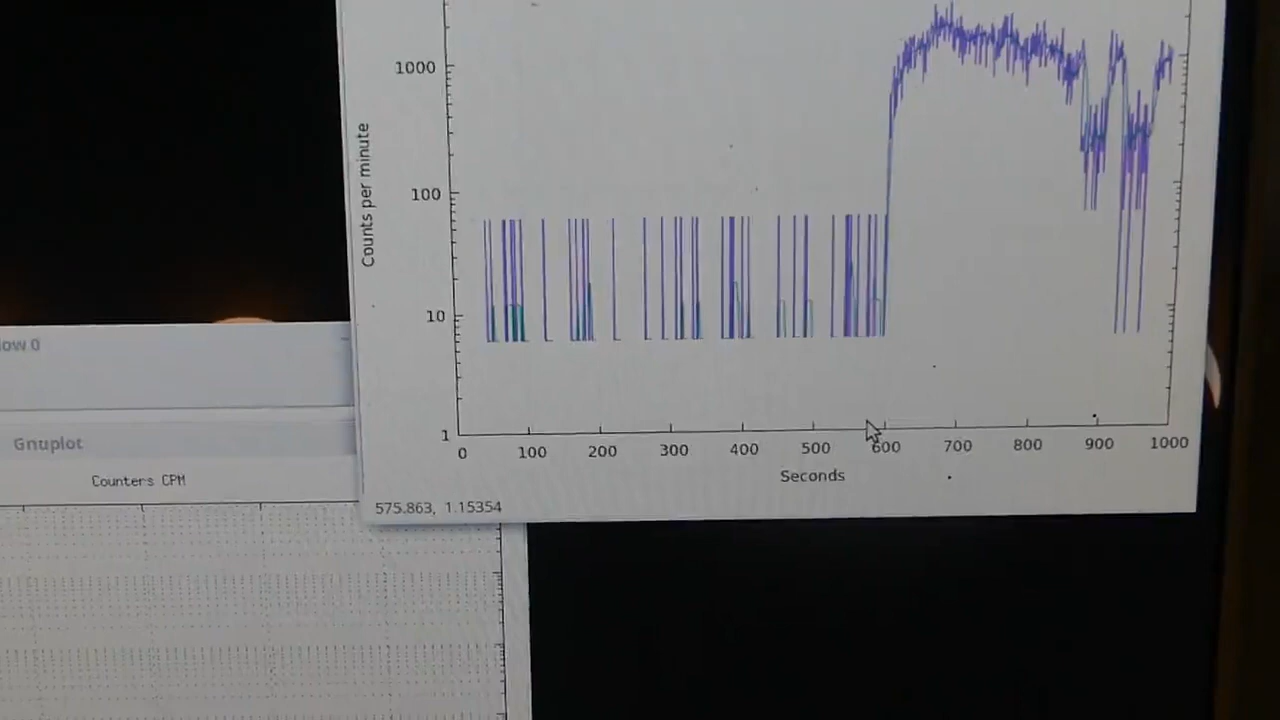 1000
100
10
1
Counts per minute
0 100 200 300 400 500 600 700 800 900 1000
Seconds
575.863, 1.15354
ow 0
Gnuplot
Counters CPM